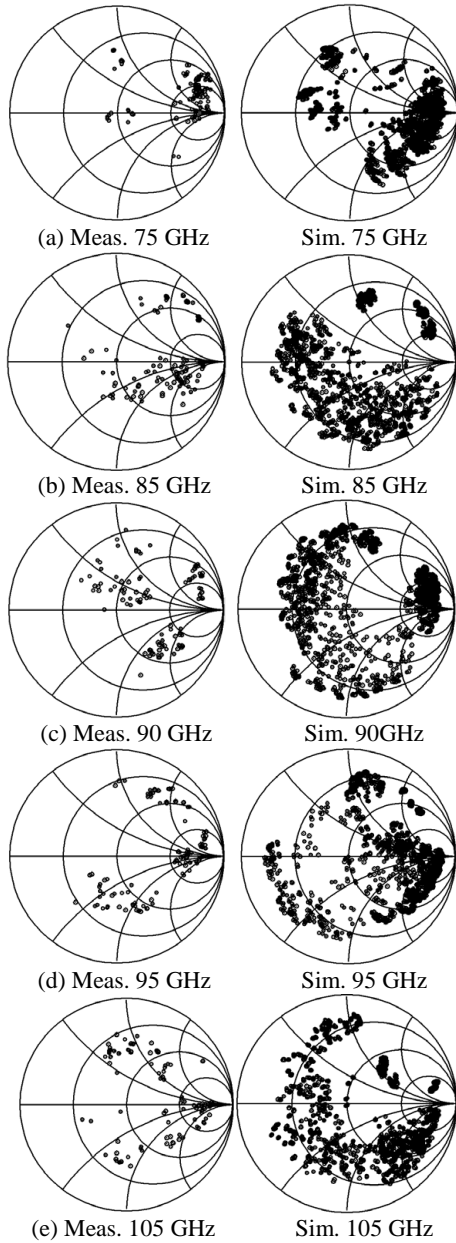 (a) Meas. 75 GHz Sim. 75 GHz
(b) Meas. 85 GHz Sim. 85 GHz
(c) Meas. 90 GHz Sim. 90GHz
(d) Meas. 95 GHz Sim. 95 GHz
(e) Meas. 105 GHz Sim. 105 GHz